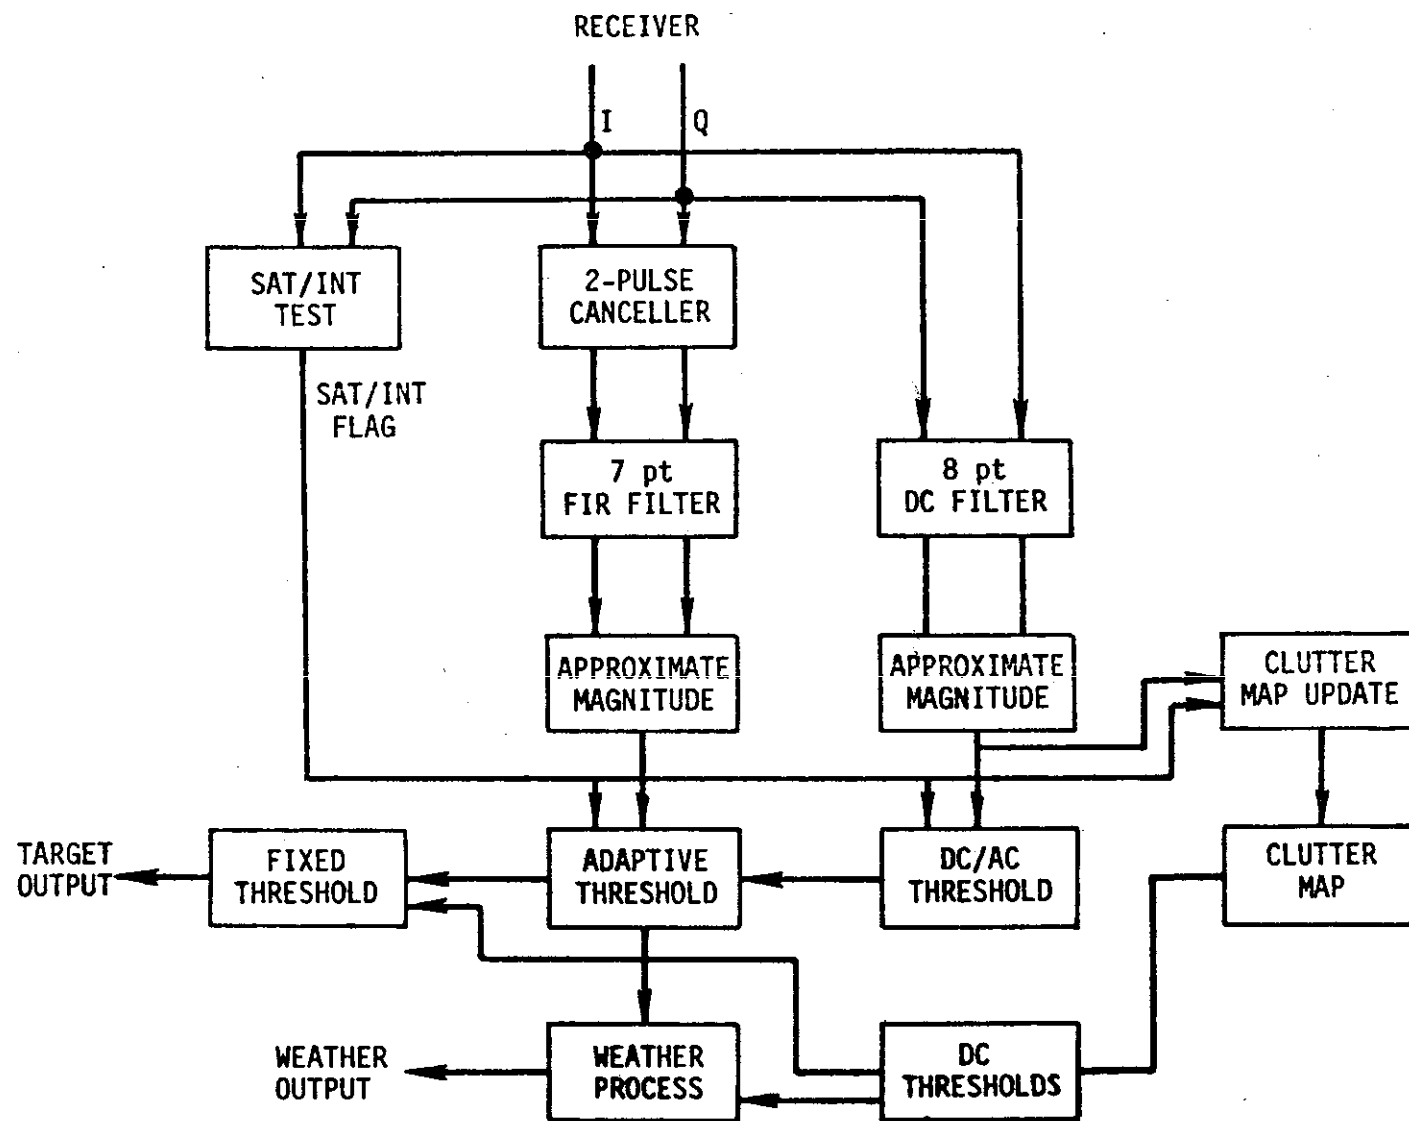 RECEIVER
I
Q
SAT/INT
TEST
2-PULSE
CANCELLER
SAT/INT
FLAG
7 pt
FIR FILTER
8 pt
DC FILTER
APPROXIMATE
MAGNITUDE
APPROXIMATE
MAGNITUDE
CLUTTER
MAP UPDATE
TARGET
OUTPUT
FIXED
THRESHOLD
ADAPTIVE
THRESHOLD
DC/AC
THRESHOLD
CLUTTER
MAP
WEATHER
OUTPUT
WEATHER
PROCESS
DC
THRESHOLDS